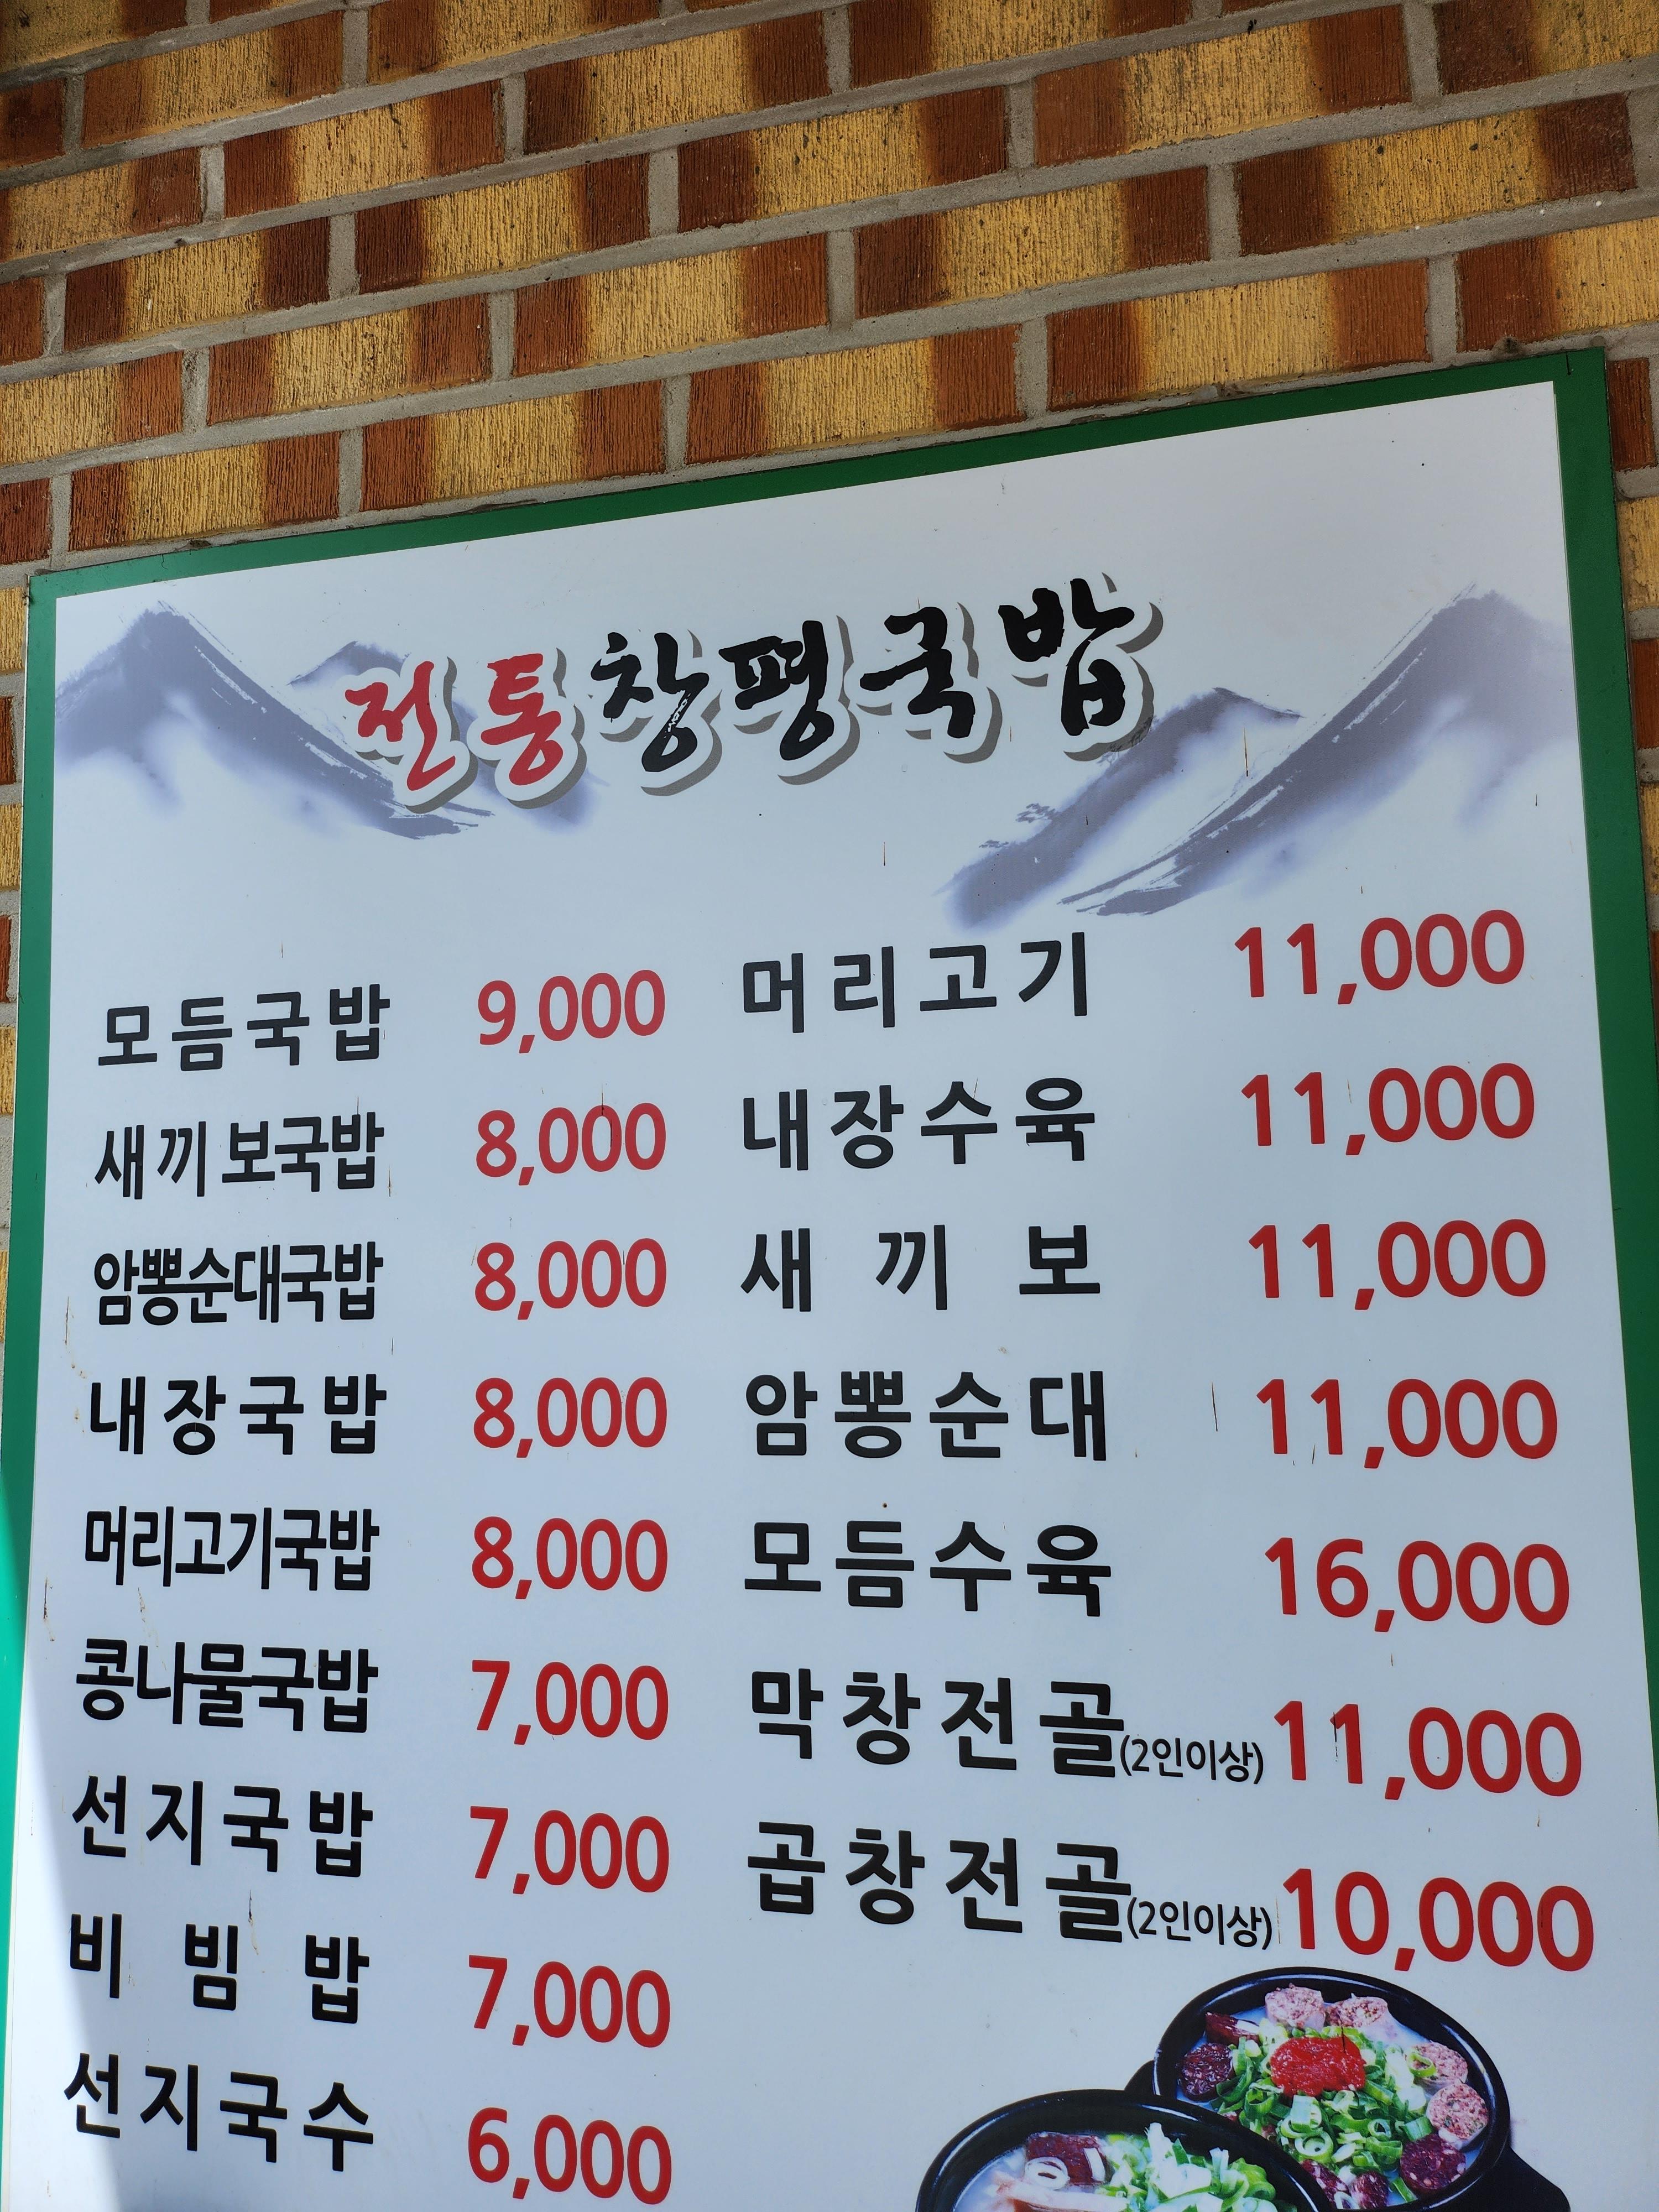 전통창평국밥
모듬국밥 9,000
새끼보국밥 8,000
암뽕순대국밥 8,000
내장국밥 8,000
머리고기국밥 8,000
콩나물국밥 7,000
선지국밥 7,000
비빔밥 7,000
선지국수 6,000
머리고기 11,000
내장수육 11,000
새끼보 11,000
암뽕순대 11,000
모듬수육 16,000
막창전골(2인이상) 11,000
곱창전골(2인이상) 10,000